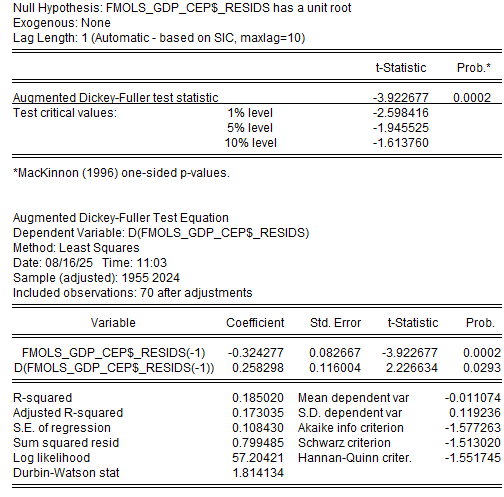 Null Hypothesis: FMOLS_GDP_CEP$_RESIDS has a unit root
Exogenous: None
Lag Length: 1 (Automatic - based on SIC, maxlag=10)
t-Statistic Prob.*
Augmented Dickey-Fuller test statistic -3.922677 0.0002
Test critical values: 1% level -2.598416
5% level -1.945525
10% level -1.613760
*MacKinnon (1996) one-sided p-values.
Augmented Dickey-Fuller Test Equation
Dependent Variable: D(FMOLS_GDP_CEP$_RESIDS)
Method: Least Squares
Date: 08/16/25 Time: 11:03
Sample (adjusted): 1955 2024
Included observations: 70 after adjustments
Variable Coefficient Std. Error t-Statistic Prob.
FMOLS_GDP_CEP$_RESIDS(-1) -0.324277 0.082667 -3.922677 0.0002
D(FMOLS_GDP_CEP$_RESIDS(-1)) 0.258298 0.116004 2.226634 0.0293
R-squared 0.185020 Mean dependent var -0.011074
Adjusted R-squared 0.173035 S.D. dependent var 0.119236
S.E. of regression 0.108430 Akaike info criterion -1.577263
Sum squared resid 0.799485 Schwarz criterion -1.513020
Log likelihood 57.20421 Hannan-Quinn criter. -1.551745
Durbin-Watson stat 1.814134